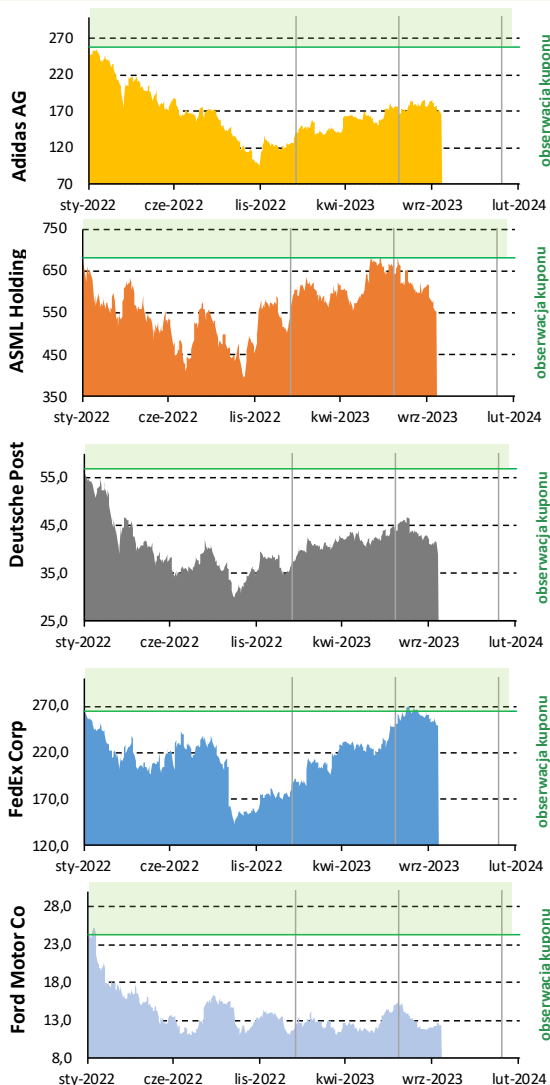 Adidas AG
270
220
170
120
70
sty-2022 cze-2022 lis-2022 kwi-2023 wrz-2023 lut-2024
obserwacja kuponu
ASML Holding
750
650
550
450
350
sty-2022 cze-2022 lis-2022 kwi-2023 wrz-2023 lut-2024
obserwacja kuponu
Deutsche Post
55,0
45,0
35,0
25,0
sty-2022 cze-2022 lis-2022 kwi-2023 wrz-2023 lut-2024
obserwacja kuponu
FedEx Corp
270,0
220,0
170,0
120,0
sty-2022 cze-2022 lis-2022 kwi-2023 wrz-2023 lut-2024
obserwacja kuponu
Ford Motor Co
28,0
23,0
18,0
13,0
8,0
sty-2022 cze-2022 lis-2022 kwi-2023 wrz-2023 lut-2024
obserwacja kuponu